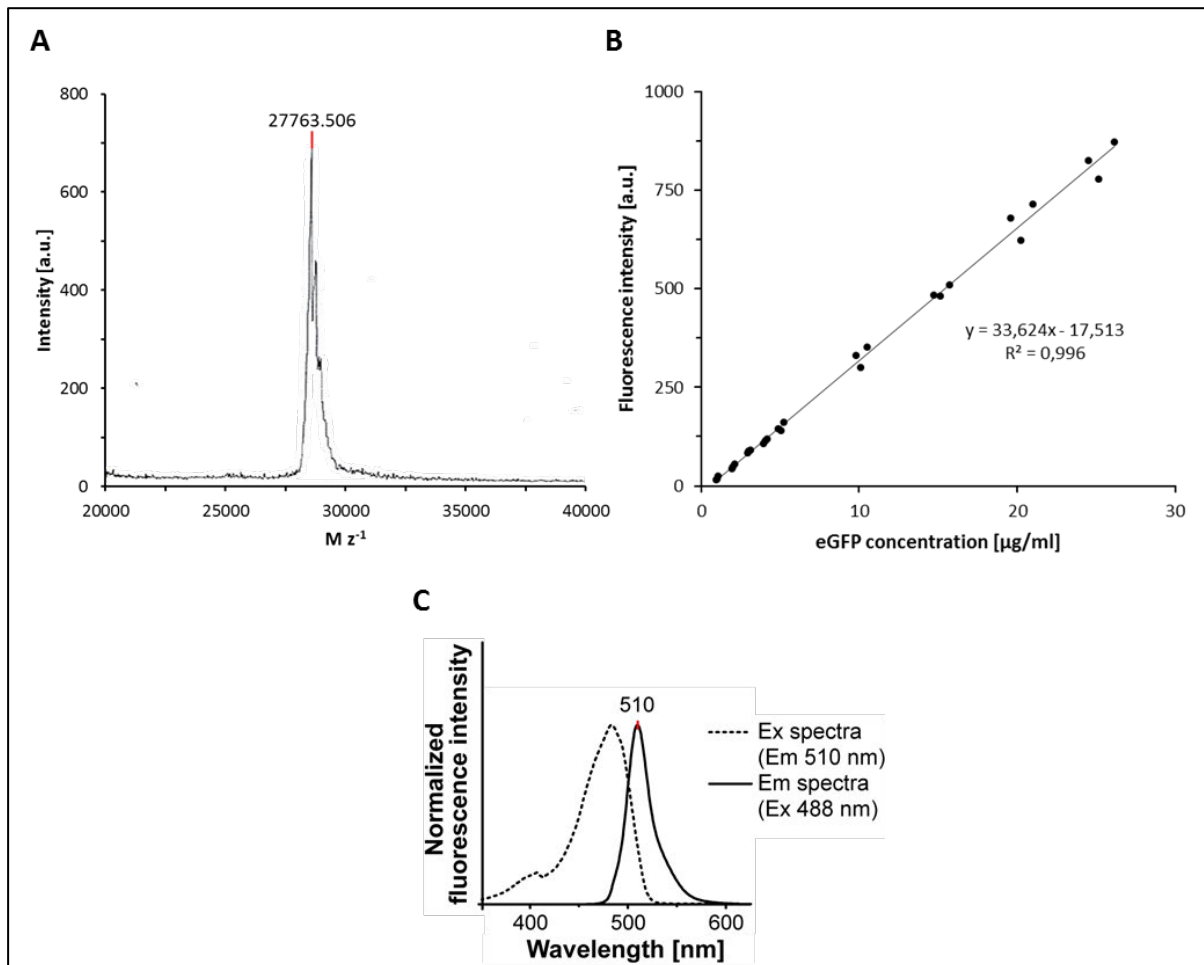 A
800
600
400
200
0
Intensity [a.u.]
27763.506
20000 25000 30000 35000 40000
M z⁻¹
B
1000
750
500
250
0
Fluorescence intensity [a.u.]
y = 33,624x - 17,513
R² = 0,996
0 10 20 30
eGFP concentration [µg/ml]
C
Normalized
fluorescence intensity
510
Ex spectra
(Em 510 nm)
Em spectra
(Ex 488 nm)
400 500 600
Wavelength [nm]